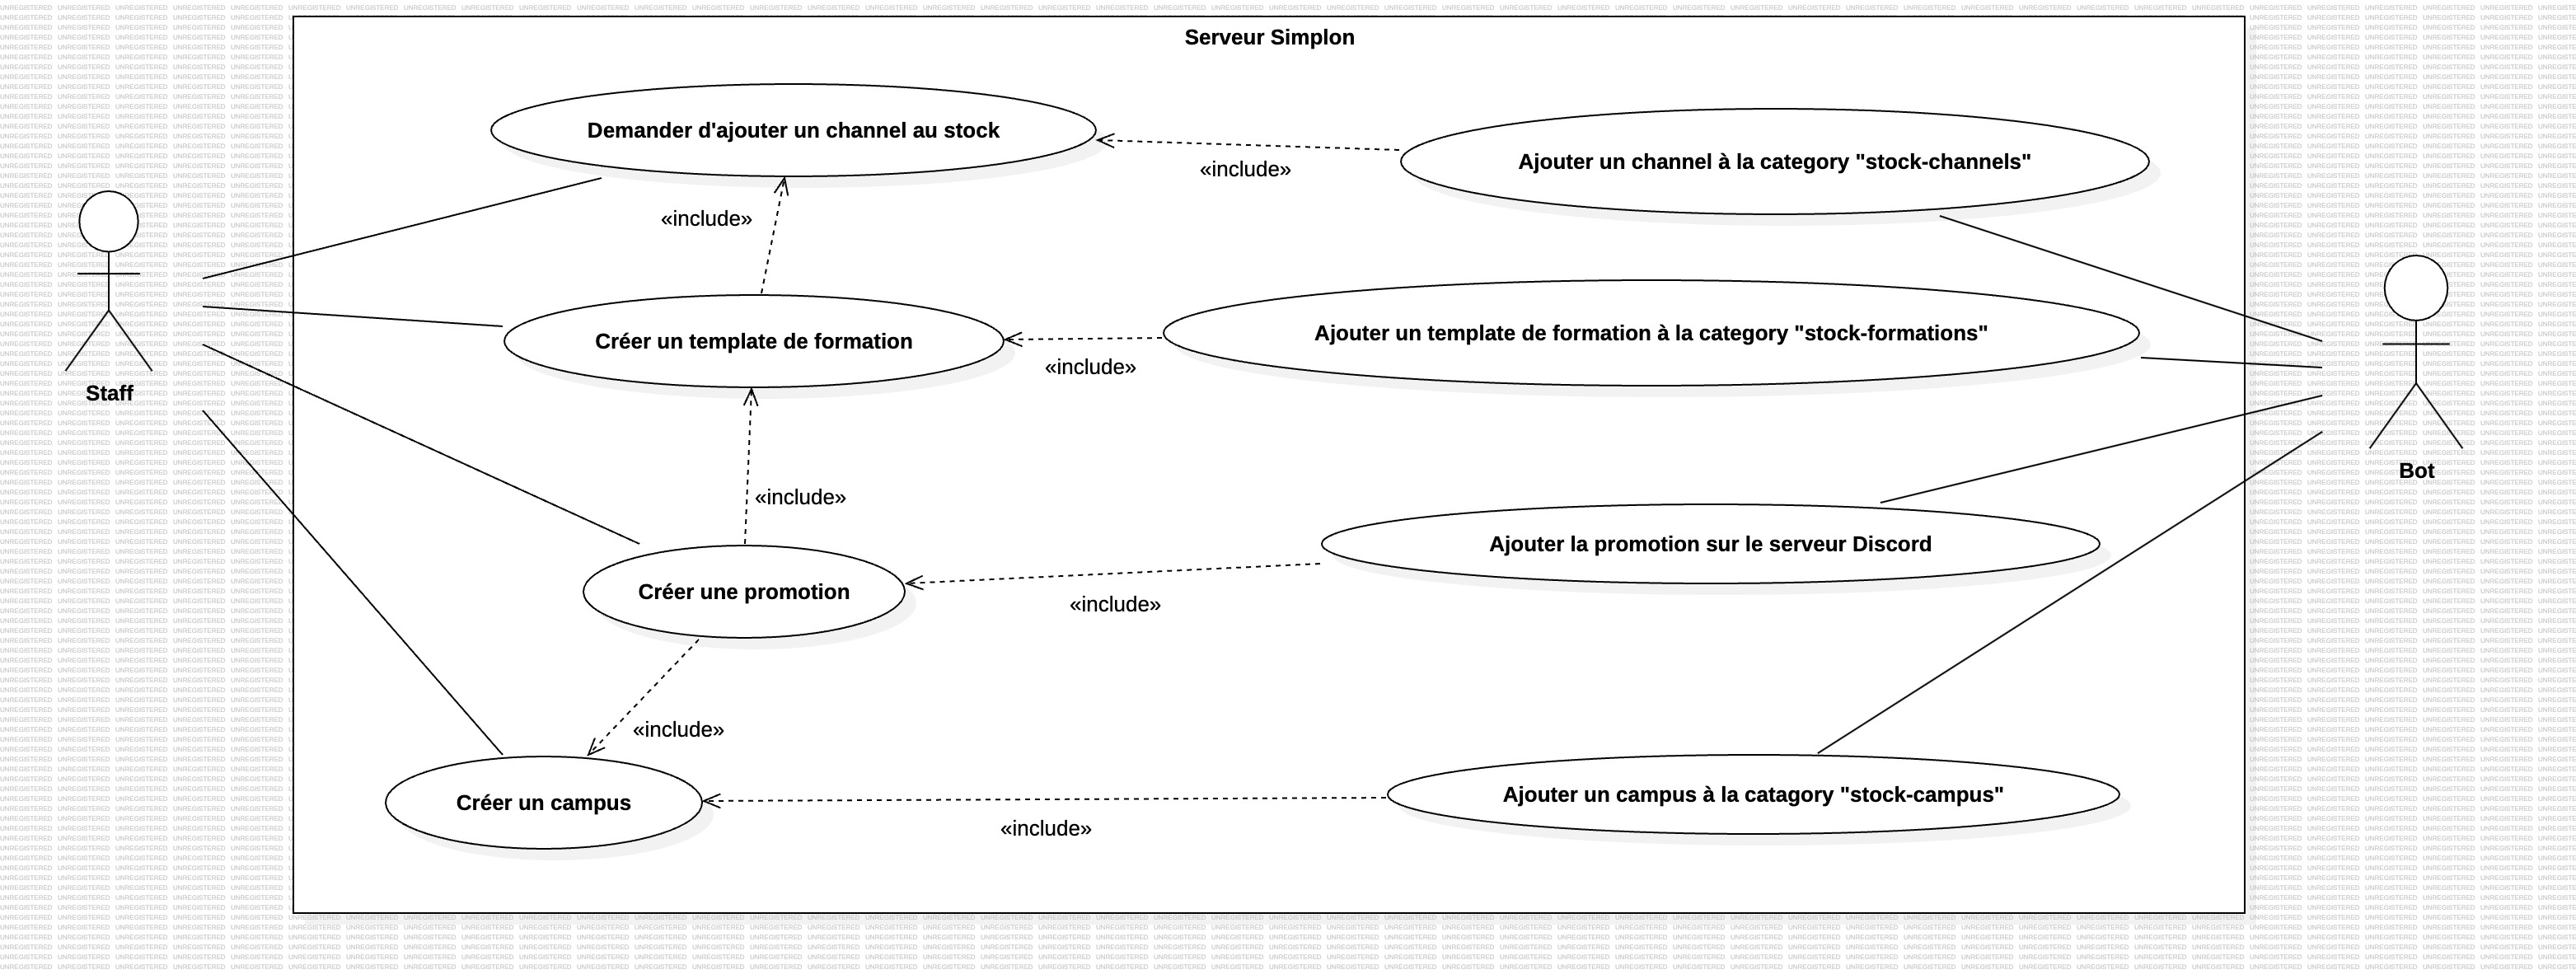 Serveur Simplon
Demander d'ajouter un channel au stock
Ajouter un channel à la category "stock-channels"
«include»
«include»
Créer un template de formation
Ajouter un template de formation à la category "stock-formations"
«include»
Staff
Bot
«include»
Ajouter la promotion sur le serveur Discord
Créer une promotion
«include»
«include»
Créer un campus
Ajouter un campus à la catagory "stock-campus"
«include»
UNREGISTERED